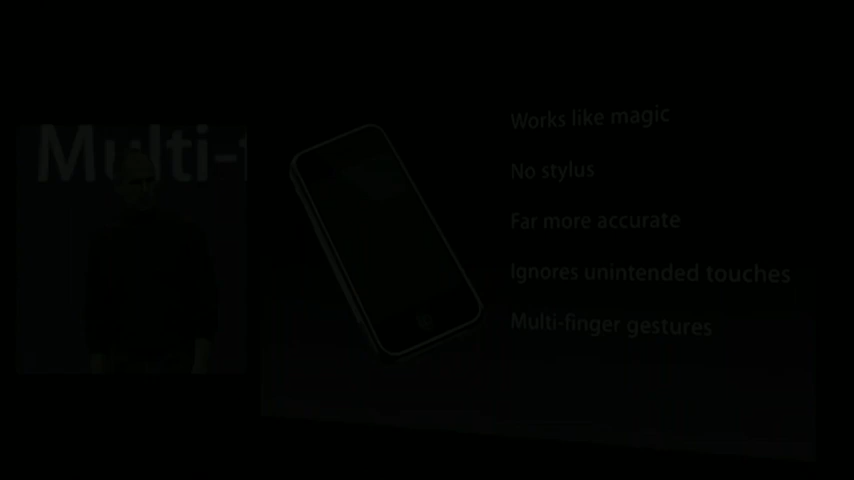 Multi-
Works like magic
No stylus
Far more accurate
Ignores unintended touches
Multi-finger gestures